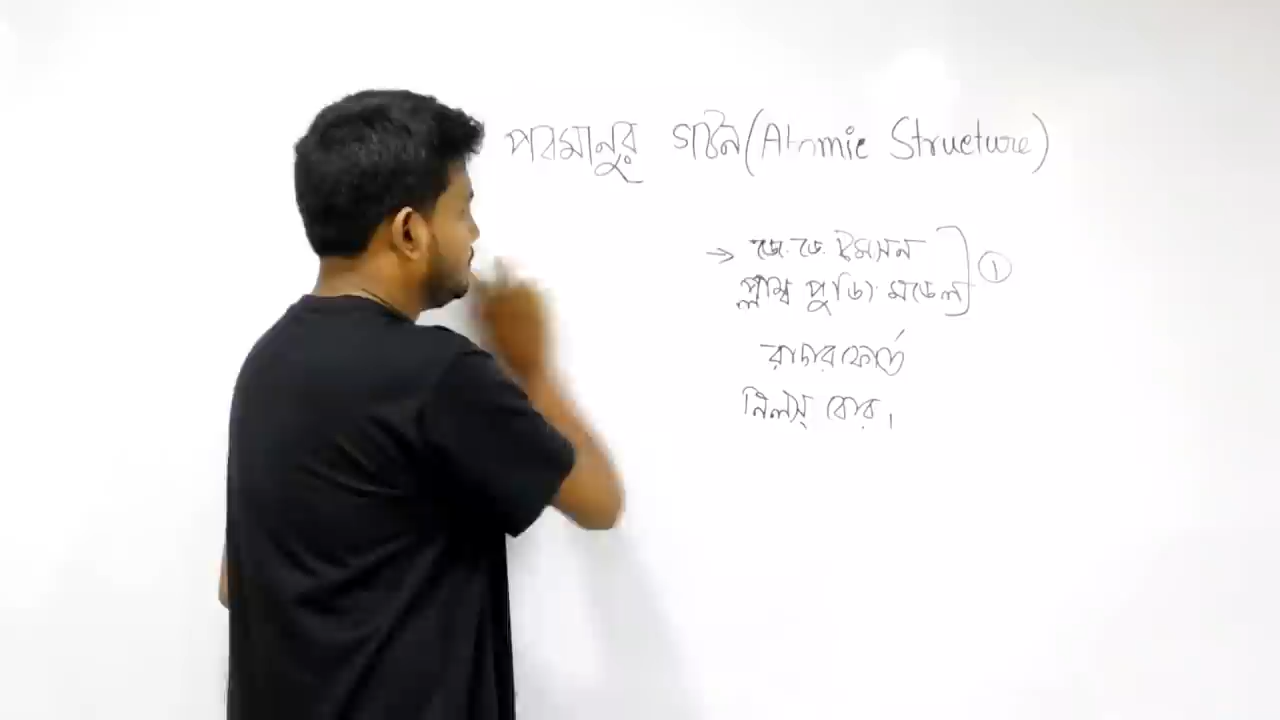 পরমানুর গঠন (Atomic Structure)
→ জে. জে. টমসন
প্লাম্ব পুডিং মডেল ①
রাদারফোর্ড
নিলস্ বোর।